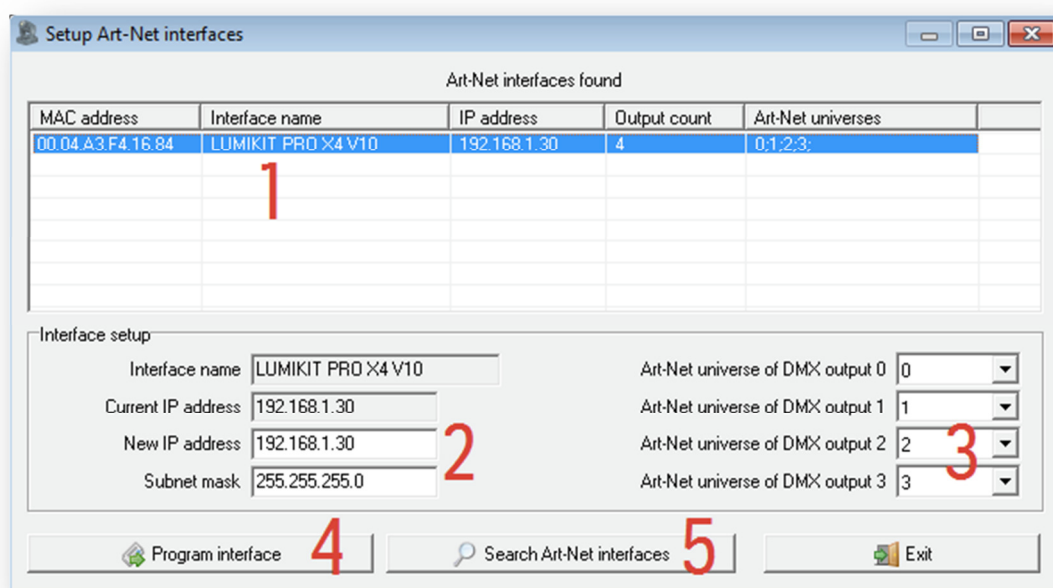 Setup Art-Net interfaces
Art-Net interfaces found
MAC address Interface name IP address Output count Art-Net universes
00.04.A3.F4.16.84 LUMIKIT PRO X4 V10 192.168.1.30 4 0;1;2;3;
1
Interface setup
Interface name LUMIKIT PRO X4 V10 Art-Net universe of DMX output 0 0
Current IP address 192.168.1.30 Art-Net universe of DMX output 1 1
New IP address 192.168.1.30 2 Art-Net universe of DMX output 2 2 3
Subnet mask 255.255.255.0 Art-Net universe of DMX output 3 3
Program interface 4 Search Art-Net interfaces 5 Exit